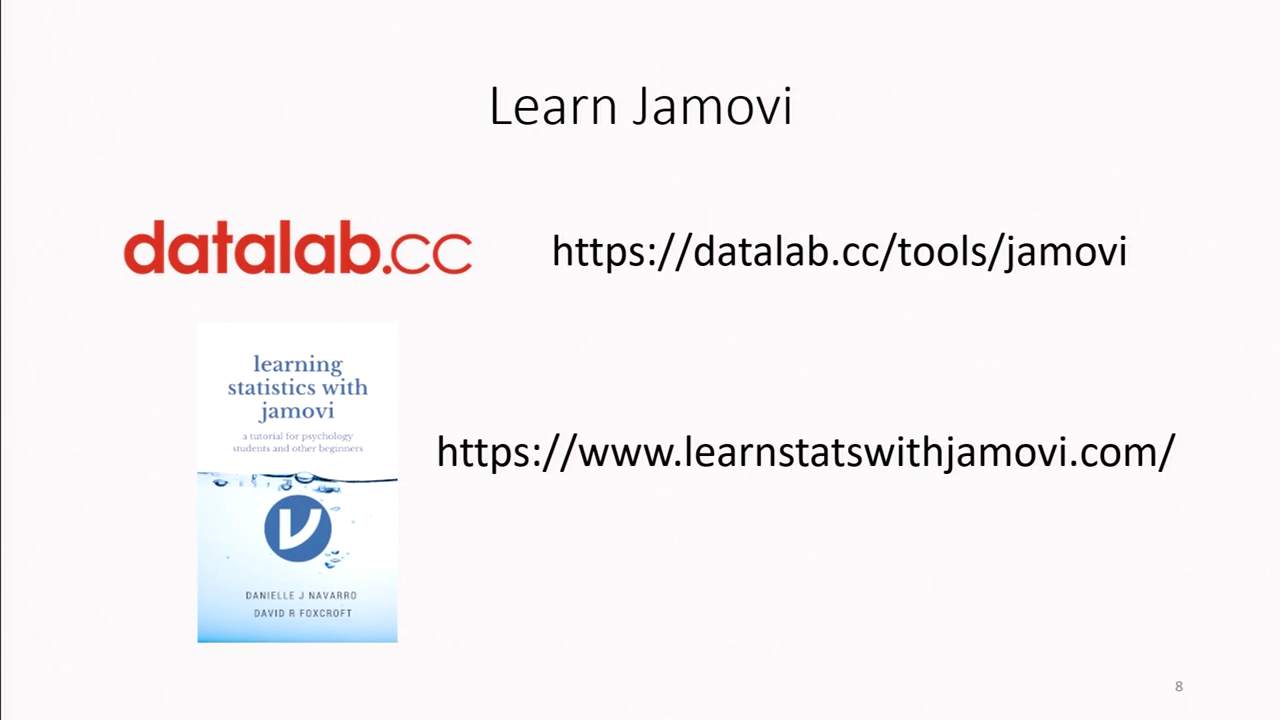 Learn Jamovi
datalab.cc
https://datalab.cc/tools/jamovi
learning
statistics with
jamovi
a tutorial for psychology
students and other beginners
https://www.learnstatswithjamovi.com/
DANIELLE J NAVARRO
DAVID R FOXCROFT
8